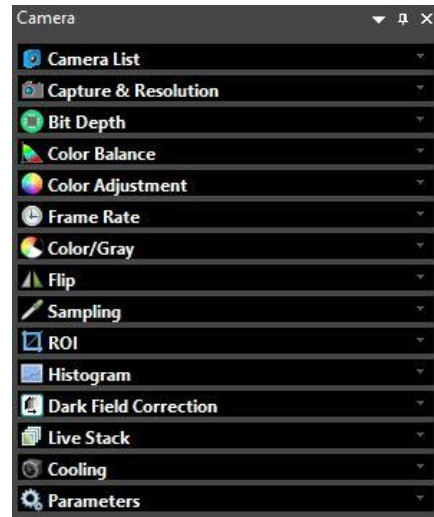 Camera
Camera List
Capture & Resolution
Bit Depth
Color Balance
Color Adjustment
Frame Rate
Color/Gray
Flip
Sampling
ROI
Histogram
Dark Field Correction
Live Stack
Cooling
Parameters